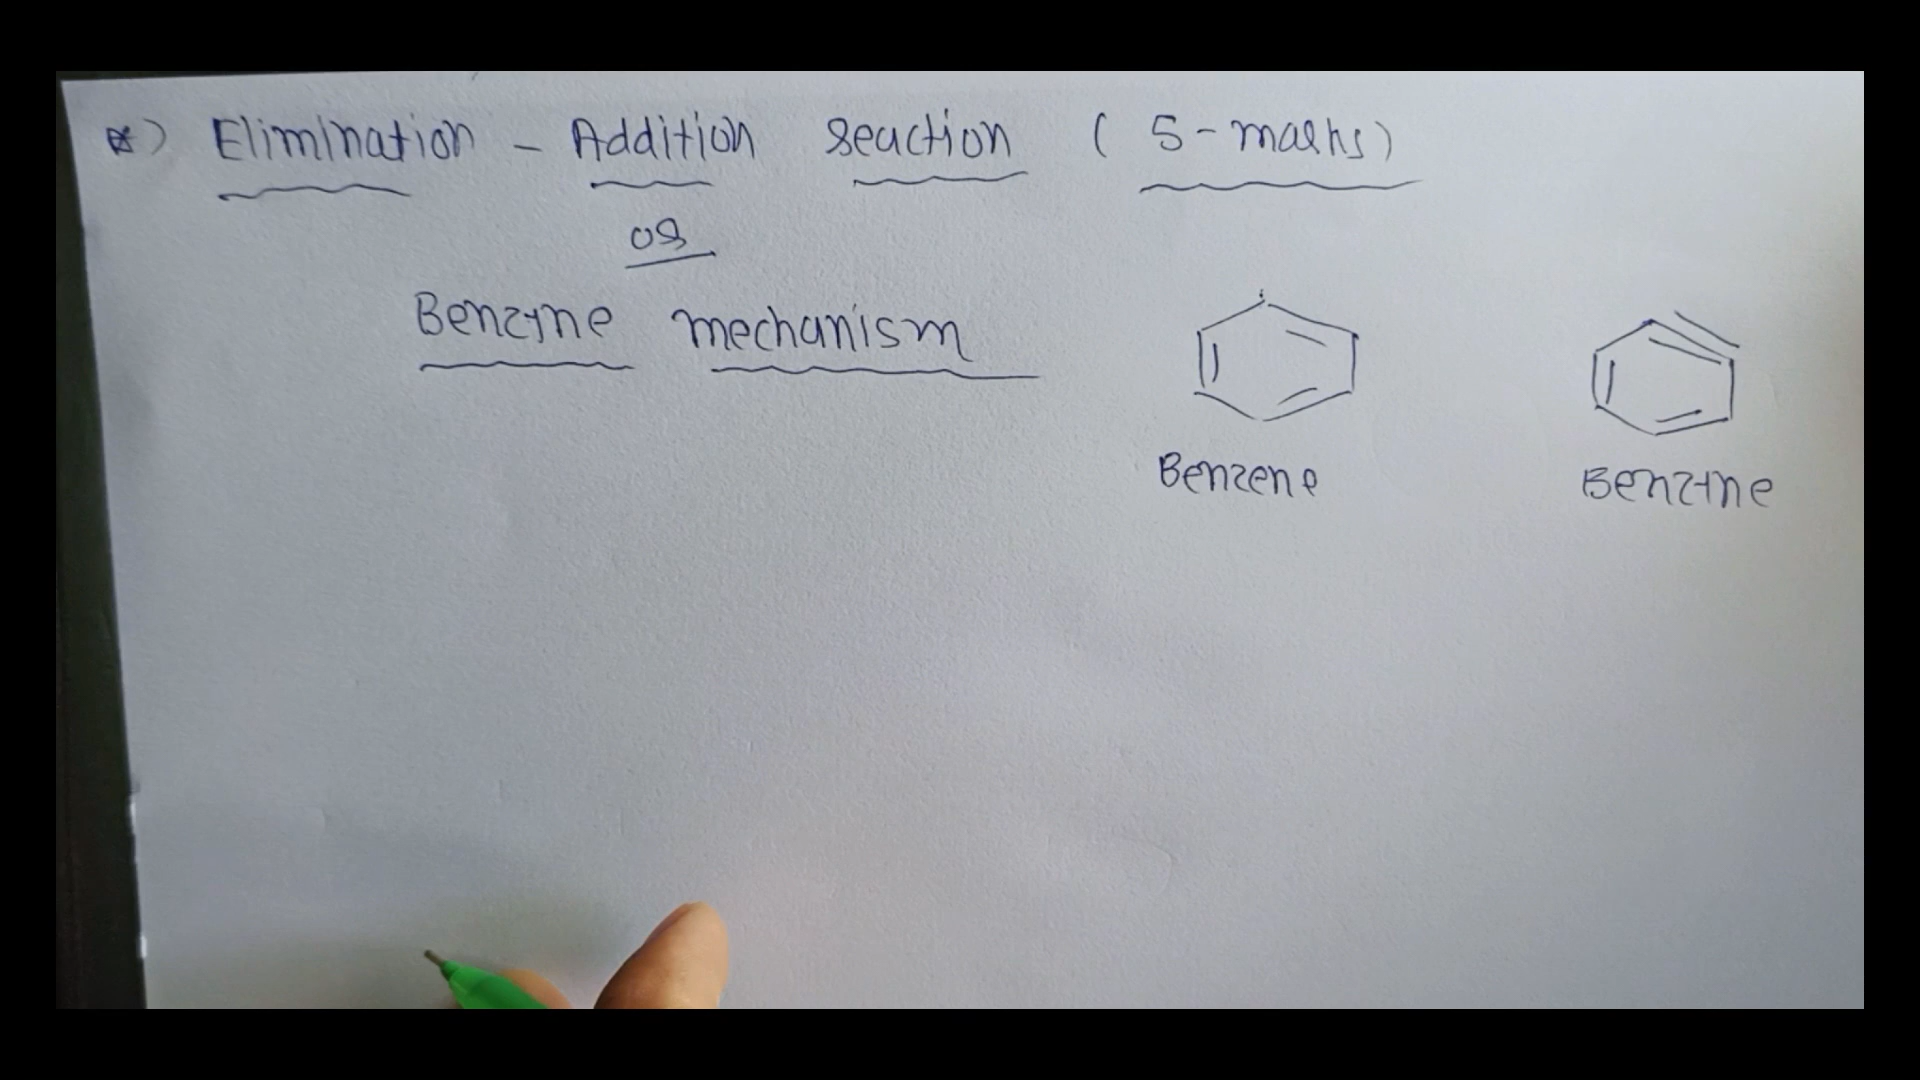 *) Elimination - Addition reaction ( 5 - marks )
or
Benzyne mechanism
Benzene
Benzyne